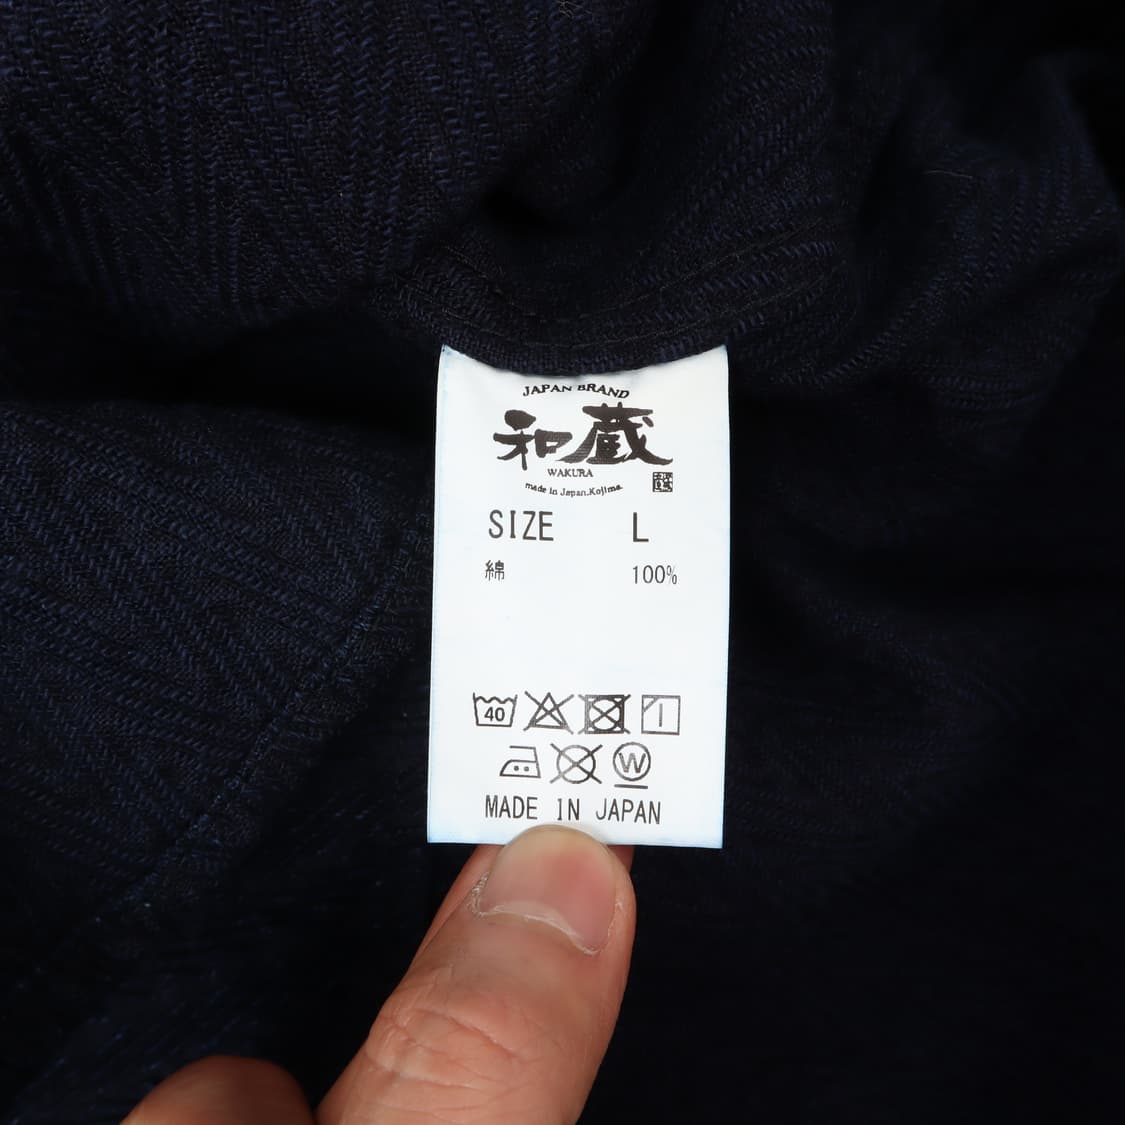 JAPAN BRAND
和蔵
WAKURA
made in Japan.Kojima
SIZE L
綿 100%
40
W
MADE IN JAPAN